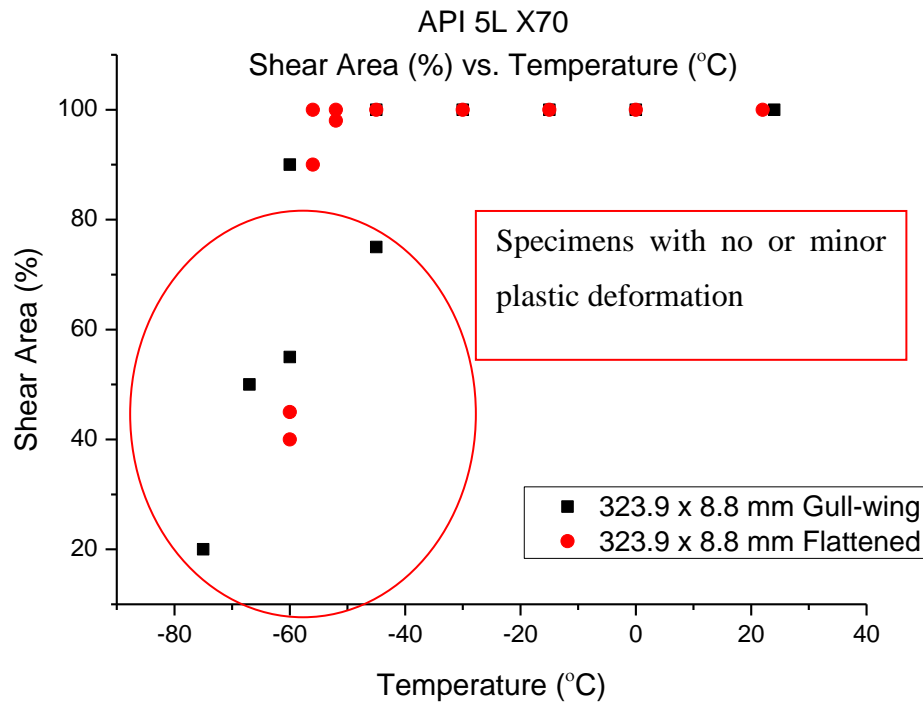 API 5L X70
Shear Area (%) vs. Temperature (°C)
100
80
60
40
20
Shear Area (%)
Specimens with no or minor
plastic deformation
323.9 x 8.8 mm Gull-wing
323.9 x 8.8 mm Flattened
-80 -60 -40 -20 0 20 40
Temperature (°C)